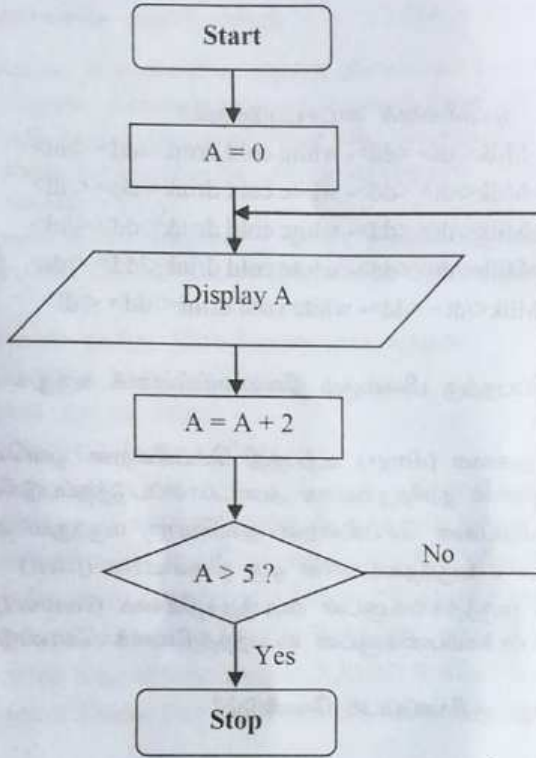 Start
A = 0
Display A
A = A + 2
A > 5 ?
No
Yes
Stop